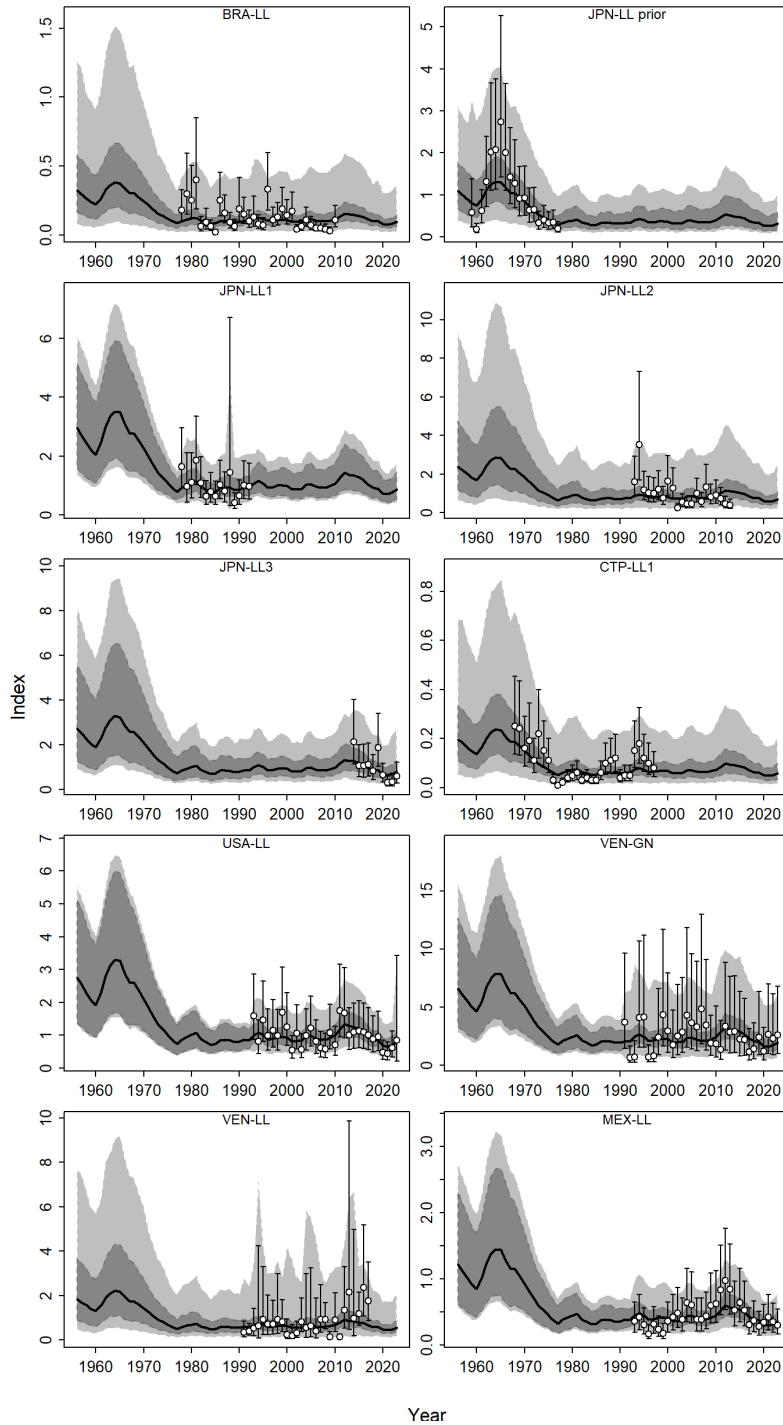 BRA-LL
0.0 0.5 1.0 1.5
1960 1970 1980 1990 2000 2010 2020
JPN-LL prior
0 1 2 3 4 5
1960 1970 1980 1990 2000 2010 2020
JPN-LL1
0 2 4 6
1960 1970 1980 1990 2000 2010 2020
JPN-LL2
0 2 4 6 8 10
1960 1970 1980 1990 2000 2010 2020
JPN-LL3
0 2 4 6 8 10
1960 1970 1980 1990 2000 2010 2020
CTP-LL1
0.0 0.2 0.4 0.6 0.8
1960 1970 1980 1990 2000 2010 2020
Index
USA-LL
0 1 2 3 4 5 6 7
1960 1970 1980 1990 2000 2010 2020
VEN-GN
0 5 10 15
1960 1970 1980 1990 2000 2010 2020
VEN-LL
0 2 4 6 8 10
1960 1970 1980 1990 2000 2010 2020
MEX-LL
0.0 1.0 2.0 3.0
1960 1970 1980 1990 2000 2010 2020
Year